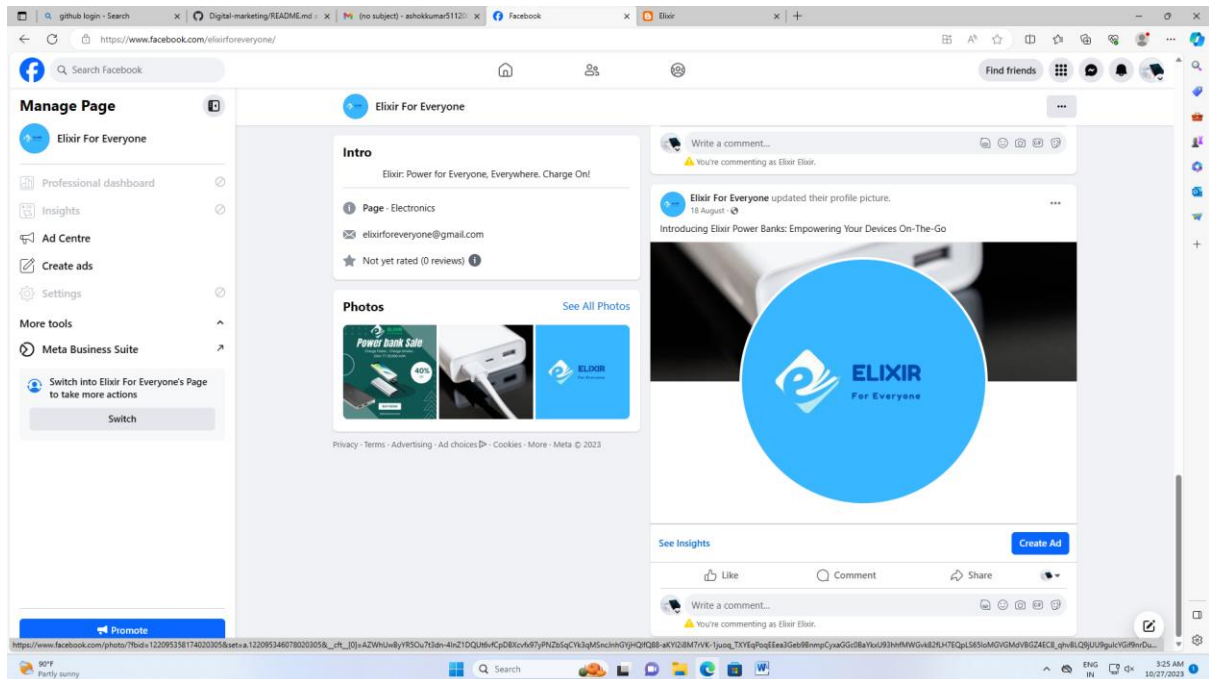 github login - Search
Digital-marketing/README.md
(no subject) - ashokkumar51120
Facebook
Elixir
https://www.facebook.com/elixirforeveryone/
Search Facebook
Find friends
Manage Page
Elixir For Everyone
Professional dashboard
Insights
Ad Centre
Create ads
Settings
More tools
Meta Business Suite
Switch into Elixir For Everyone's Page
to take more actions
Switch
Promote
Elixir For Everyone
Intro
Elixir: Power for Everyone, Everywhere. Charge On!
Page · Electronics
elixirforeveryone@gmail.com
Not yet rated (0 reviews)
Photos
See All Photos
ELIXIR
Power bank Sale
40%
ELIXIR
For Everyone
Privacy · Terms · Advertising · Ad choices · Cookies · More · Meta © 2023
Write a comment...
You're commenting as Elixir Elixir.
Elixir For Everyone updated their profile picture.
18 August ·
Introducing Elixir Power Banks: Empowering Your Devices On-The-Go
ELIXIR
For Everyone
See Insights
Create Ad
Like
Comment
Share
Write a comment...
You're commenting as Elixir Elixir.
90°F
Partly sunny
Search
ENG
IN
3:25 AM
10/27/2023